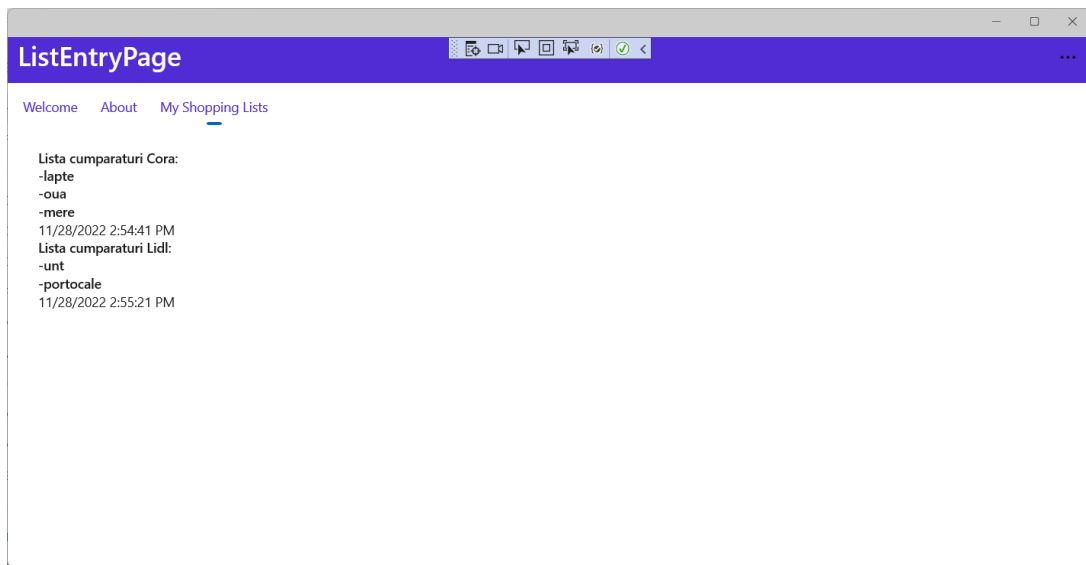 ListEntryPage
Welcome About My Shopping Lists
Lista cumparaturi Cora:
-lapte
-oua
-mere
11/28/2022 2:54:41 PM
Lista cumparaturi Lidl:
-unt
-portocale
11/28/2022 2:55:21 PM